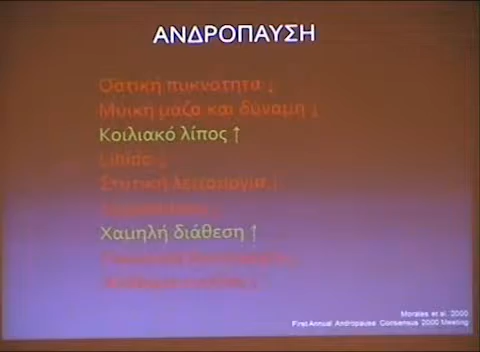 ΑΝΔΡΟΠΑΥΣΗ
Οστική πυκνότητα ↓
Μυική μάζα και δύναμη ↓
Κοιλιακό λίπος ↑
Libido ↓
Στυτική λειτουργία ↓
Χαμηλή διάθεση ↑
Morales et al. 2000
First Annual Andropause Consensus 2000 Meeting